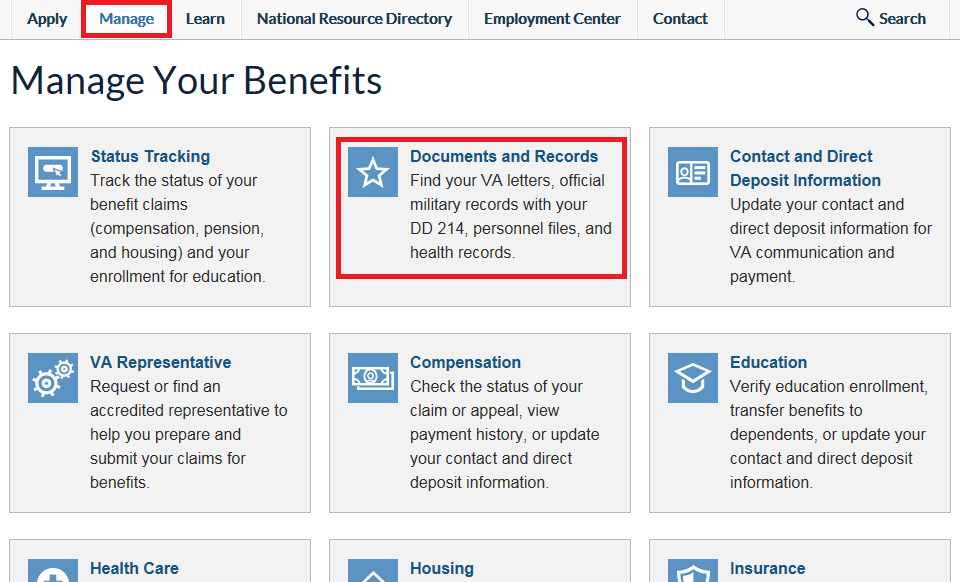 Apply Manage Learn National Resource Directory Employment Center Contact Search
Manage Your Benefits
Status Tracking
Track the status of your
benefit claims
(compensation, pension,
and housing) and your
enrollment for education.
Documents and Records
Find your VA letters, official
military records with your
DD 214, personnel files, and
health records.
Contact and Direct
Deposit Information
Update your contact and
direct deposit information for
VA communication and
payment.
VA Representative
Request or find an
accredited representative to
help you prepare and
submit your claims for
benefits.
Compensation
Check the status of your
claim or appeal, view
payment history, or update
your contact and direct
deposit information.
Education
Verify education enrollment,
transfer benefits to
dependents, or update your
contact and direct deposit
information.
Health Care
Housing
Insurance